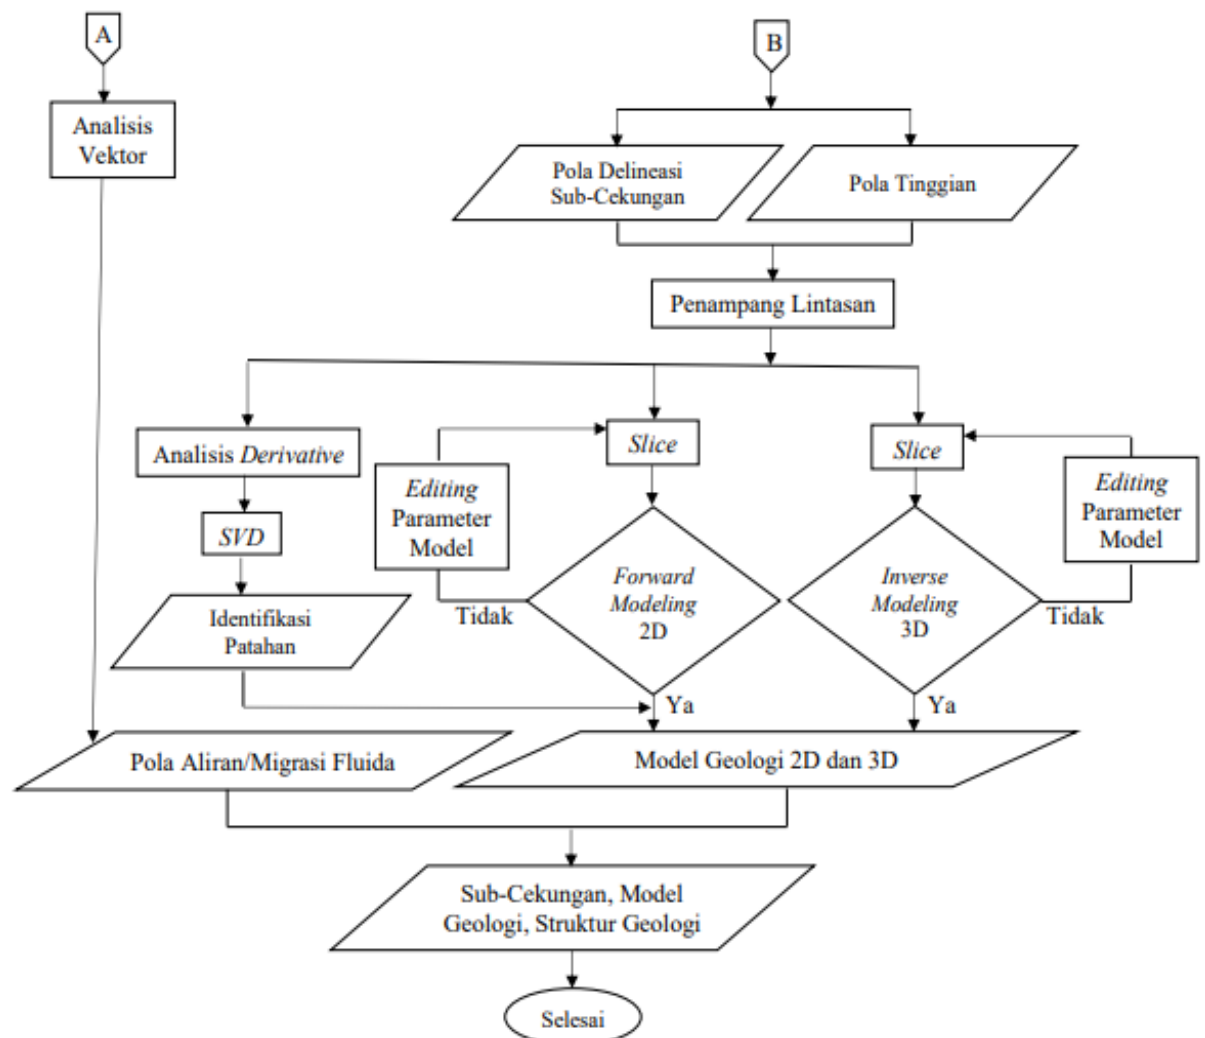 A
B
Analisis
Vektor
Pola Delineasi
Sub-Cekungan
Pola Tinggian
Penampang Lintasan
Analisis Derivative
Slice
Slice
Editing
Parameter
Model
Editing
Parameter
Model
SVD
Forward
Modeling
2D
Inverse
Modeling
3D
Tidak
Tidak
Identifikasi
Patahan
Ya
Ya
Pola Aliran/Migrasi Fluida
Model Geologi 2D dan 3D
Sub-Cekungan, Model
Geologi, Struktur Geologi
Selesai